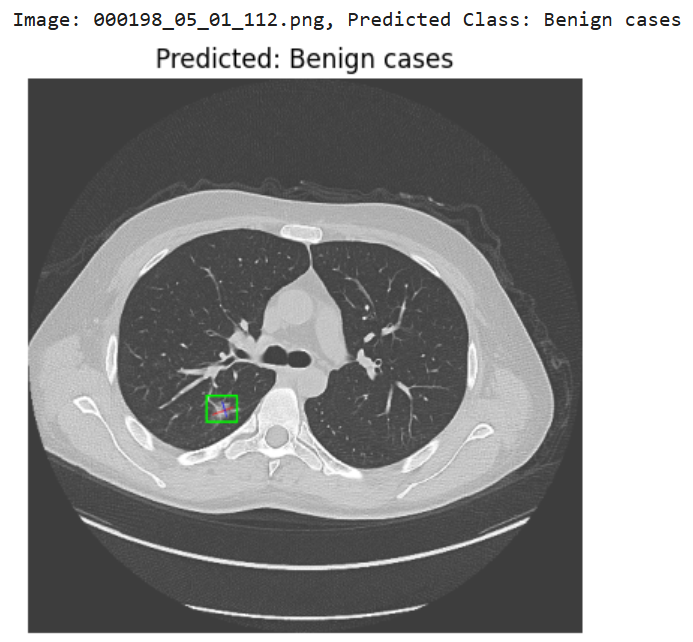 Image: 000198_05_01_112.png, Predicted Class: Benign cases
Predicted: Benign cases